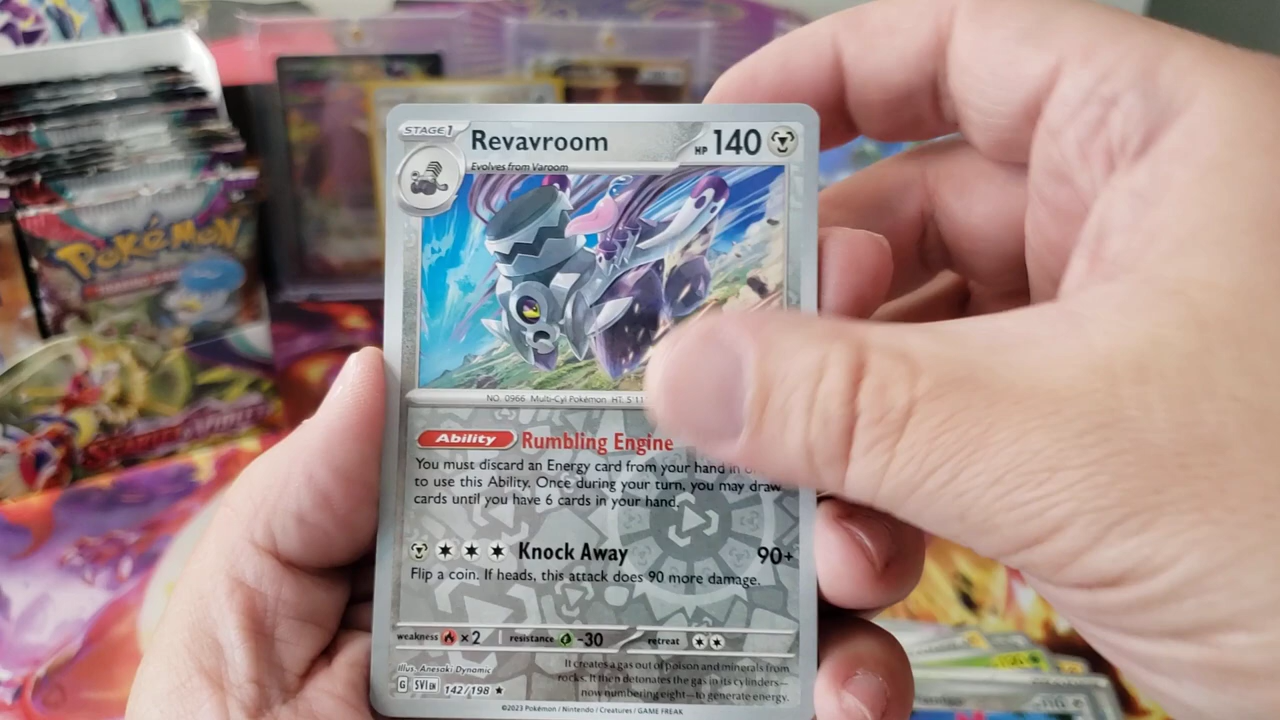 STAGE 1 Revavroom HP 140
Evolves from Varoom
NO. 0966 Multi-Cyl Pokémon HT. 5'11
Ability Rumbling Engine
You must discard an Energy card from your hand in
to use this Ability. Once during your turn, you may draw
cards until you have 6 cards in your hand.
Knock Away 90+
Flip a coin. If heads, this attack does 90 more damage.
weakness ×2 resistance -30 retreat
Illus. Anesaki Dynamic
It creates a gas out of poison and minerals from
rocks. It then detonates the gas in its cylinders—
now numbering eight—to generate energy.
G SVI EN 142/198 ★
©2023 Pokémon / Nintendo / Creatures / GAME FREAK
POKéMON